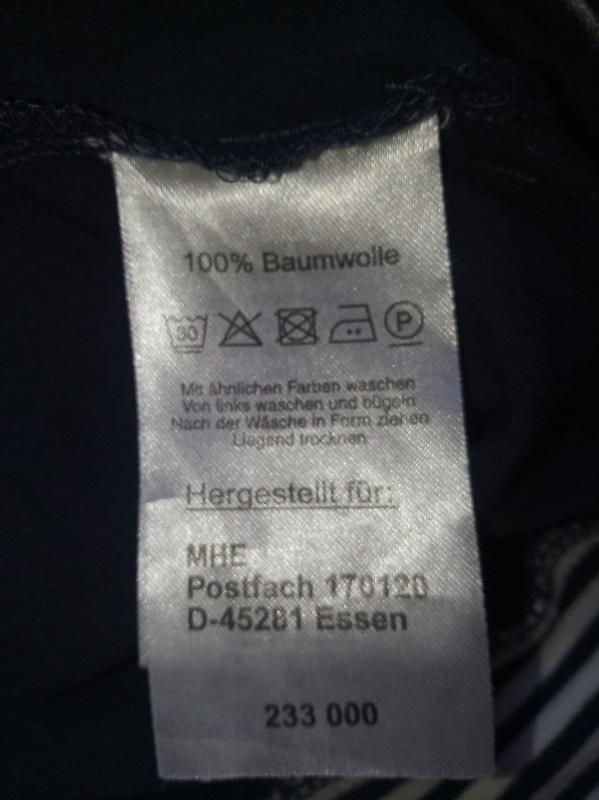 100% Baumwolle
30 P
Mit ähnlichen Farben waschen
Von links waschen und bügeln
Nach der Wäsche in Form ziehen
Liegend trocknen
Hergestellt für:
MHE
Postfach 170120
D-45281 Essen
233 000